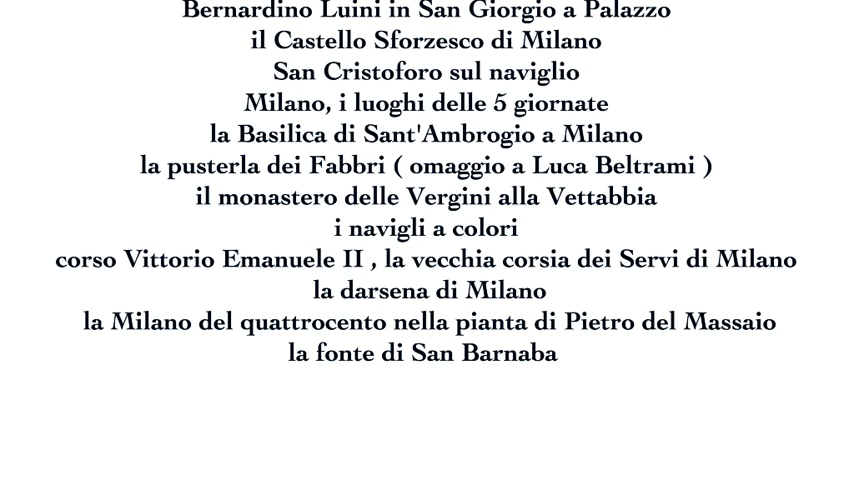 Bernardino Luini in San Giorgio a Palazzo
il Castello Sforzesco di Milano
San Cristoforo sul naviglio
Milano, i luoghi delle 5 giornate
la Basilica di Sant'Ambrogio a Milano
la pusterla dei Fabbri ( omaggio a Luca Beltrami )
il monastero delle Vergini alla Vettabbia
i navigli a colori
corso Vittorio Emanuele II , la vecchia corsia dei Servi di Milano
la darsena di Milano
la Milano del quattrocento nella pianta di Pietro del Massaio
la fonte di San Barnaba